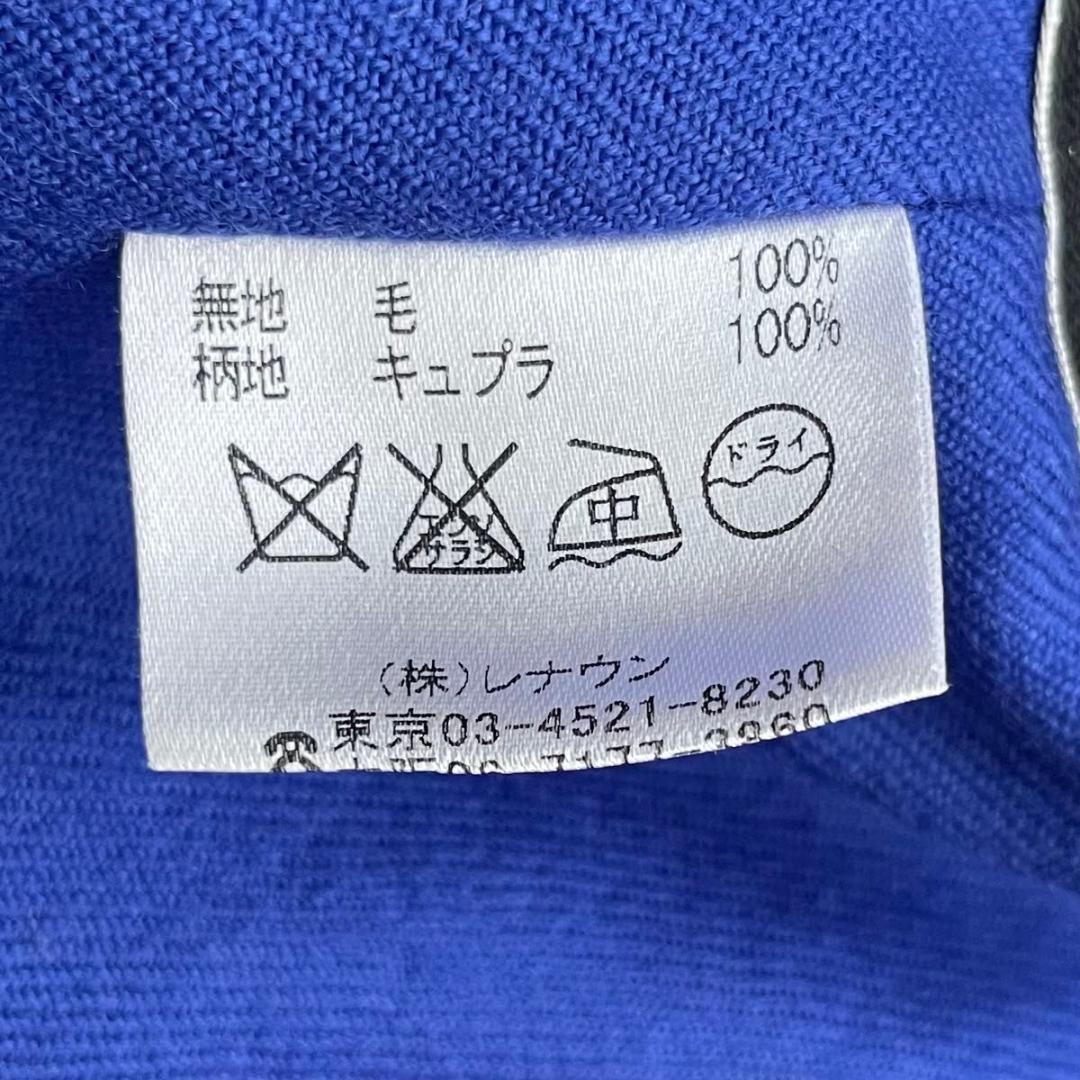 無地 毛 100%
柄地 キュプラ 100%
エンソ
サラシ
中
ドライ
(株)レナウン
東京03-4521-8230